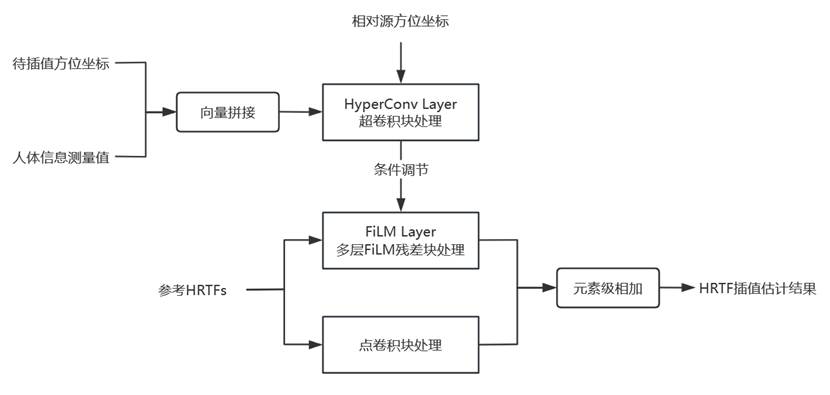 相对源方位坐标
待插值方位坐标
向量拼接
HyperConv Layer
超卷积块处理
人体信息测量值
条件调节
FiLM Layer
多层FiLM残差块处理
参考HRTFs
元素级相加
HRTF插值估计结果
点卷积块处理